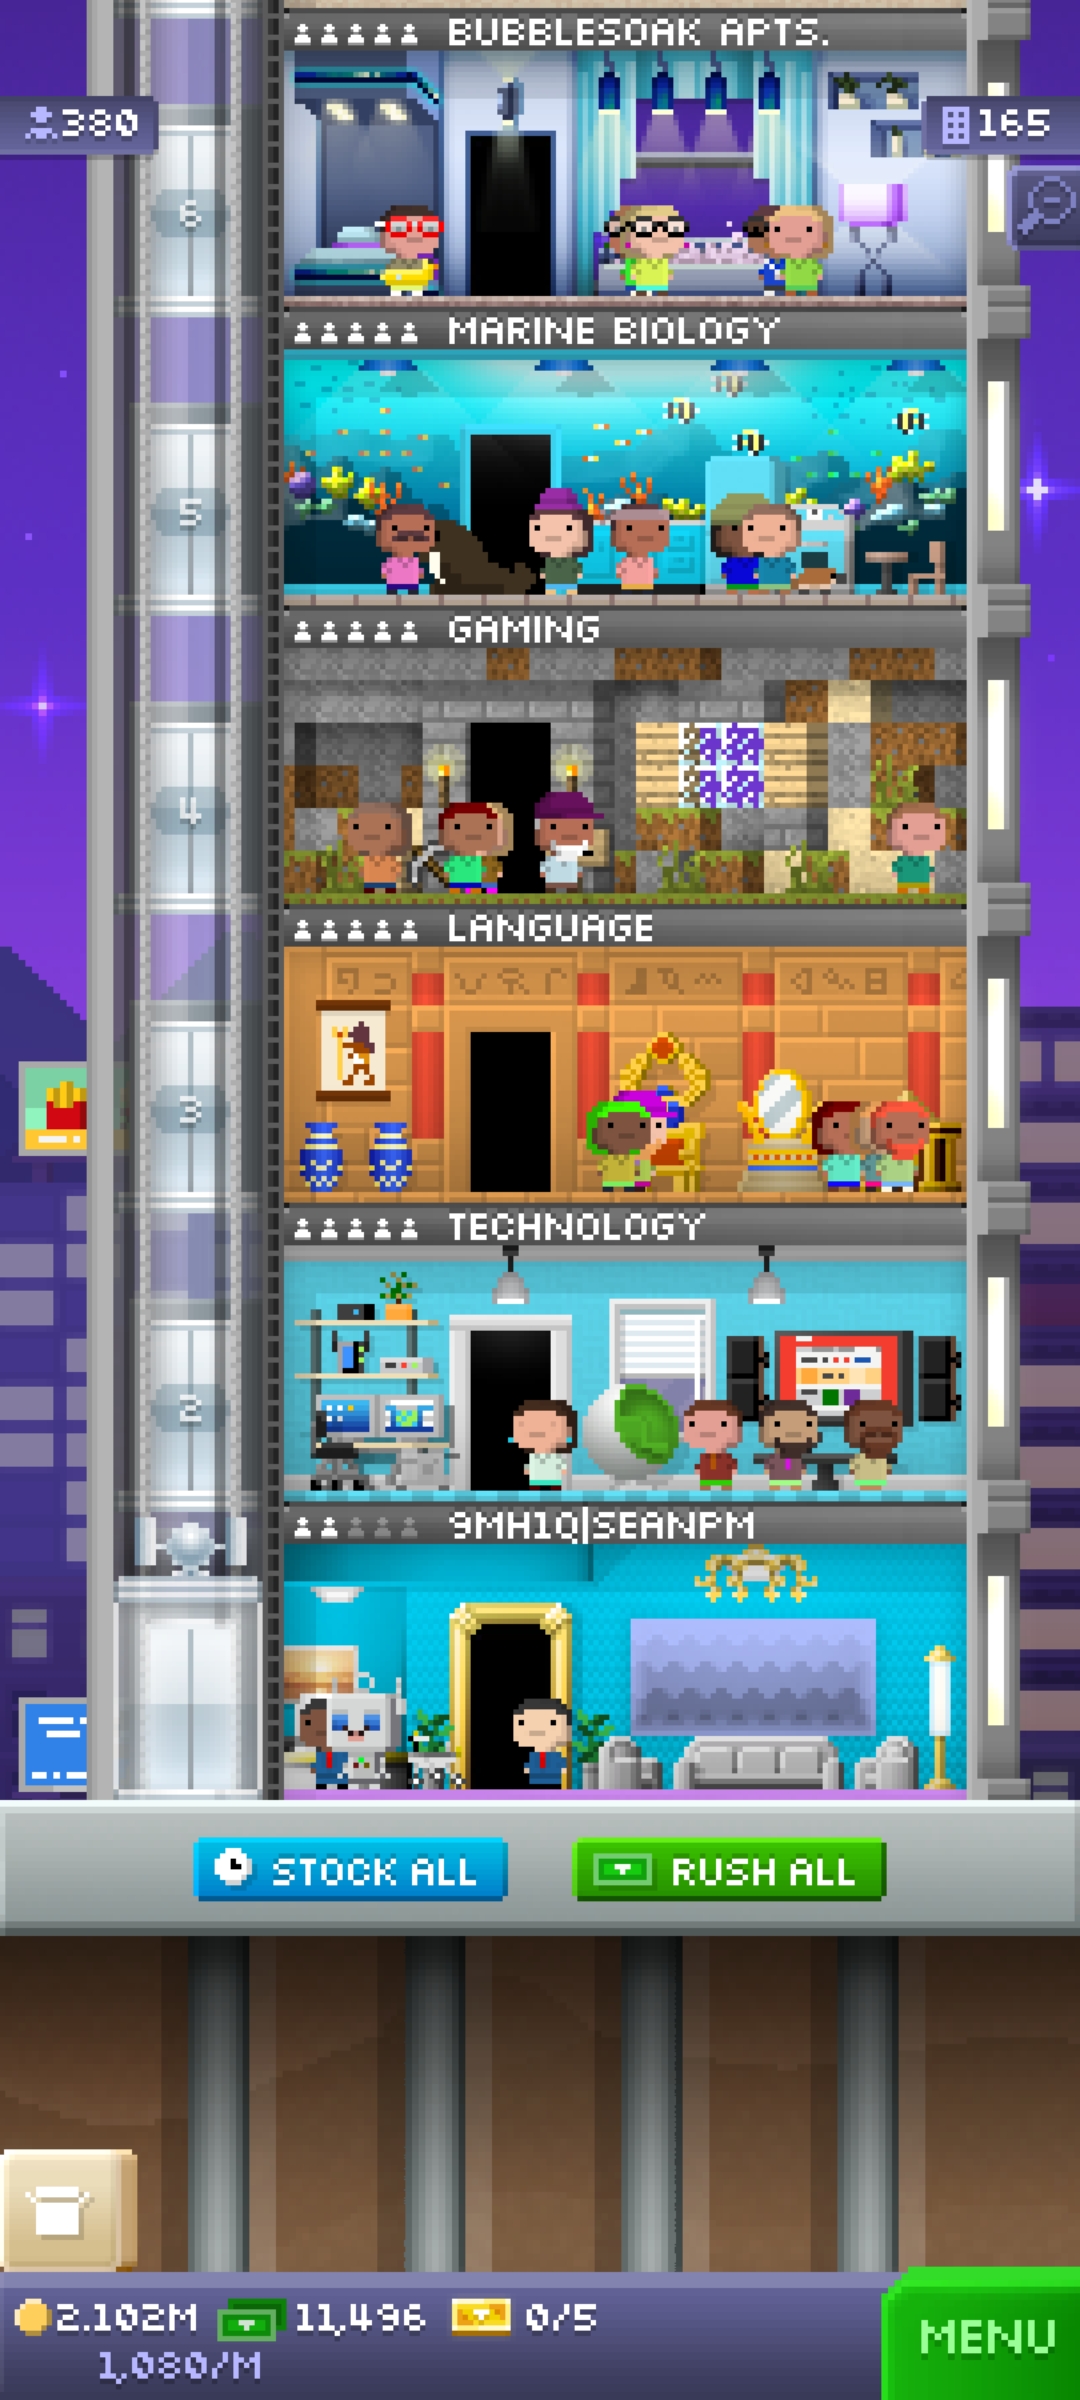 BUBBLESOAK APTS.
380
165
6
MARINE BIOLOGY
5
GAMING
4
LANGUAGE
3
TECHNOLOGY
2
9MH1Q|SEANPM
STOCK ALL
RUSH ALL
2.102M
11,496
0/5
1,080/M
MENU